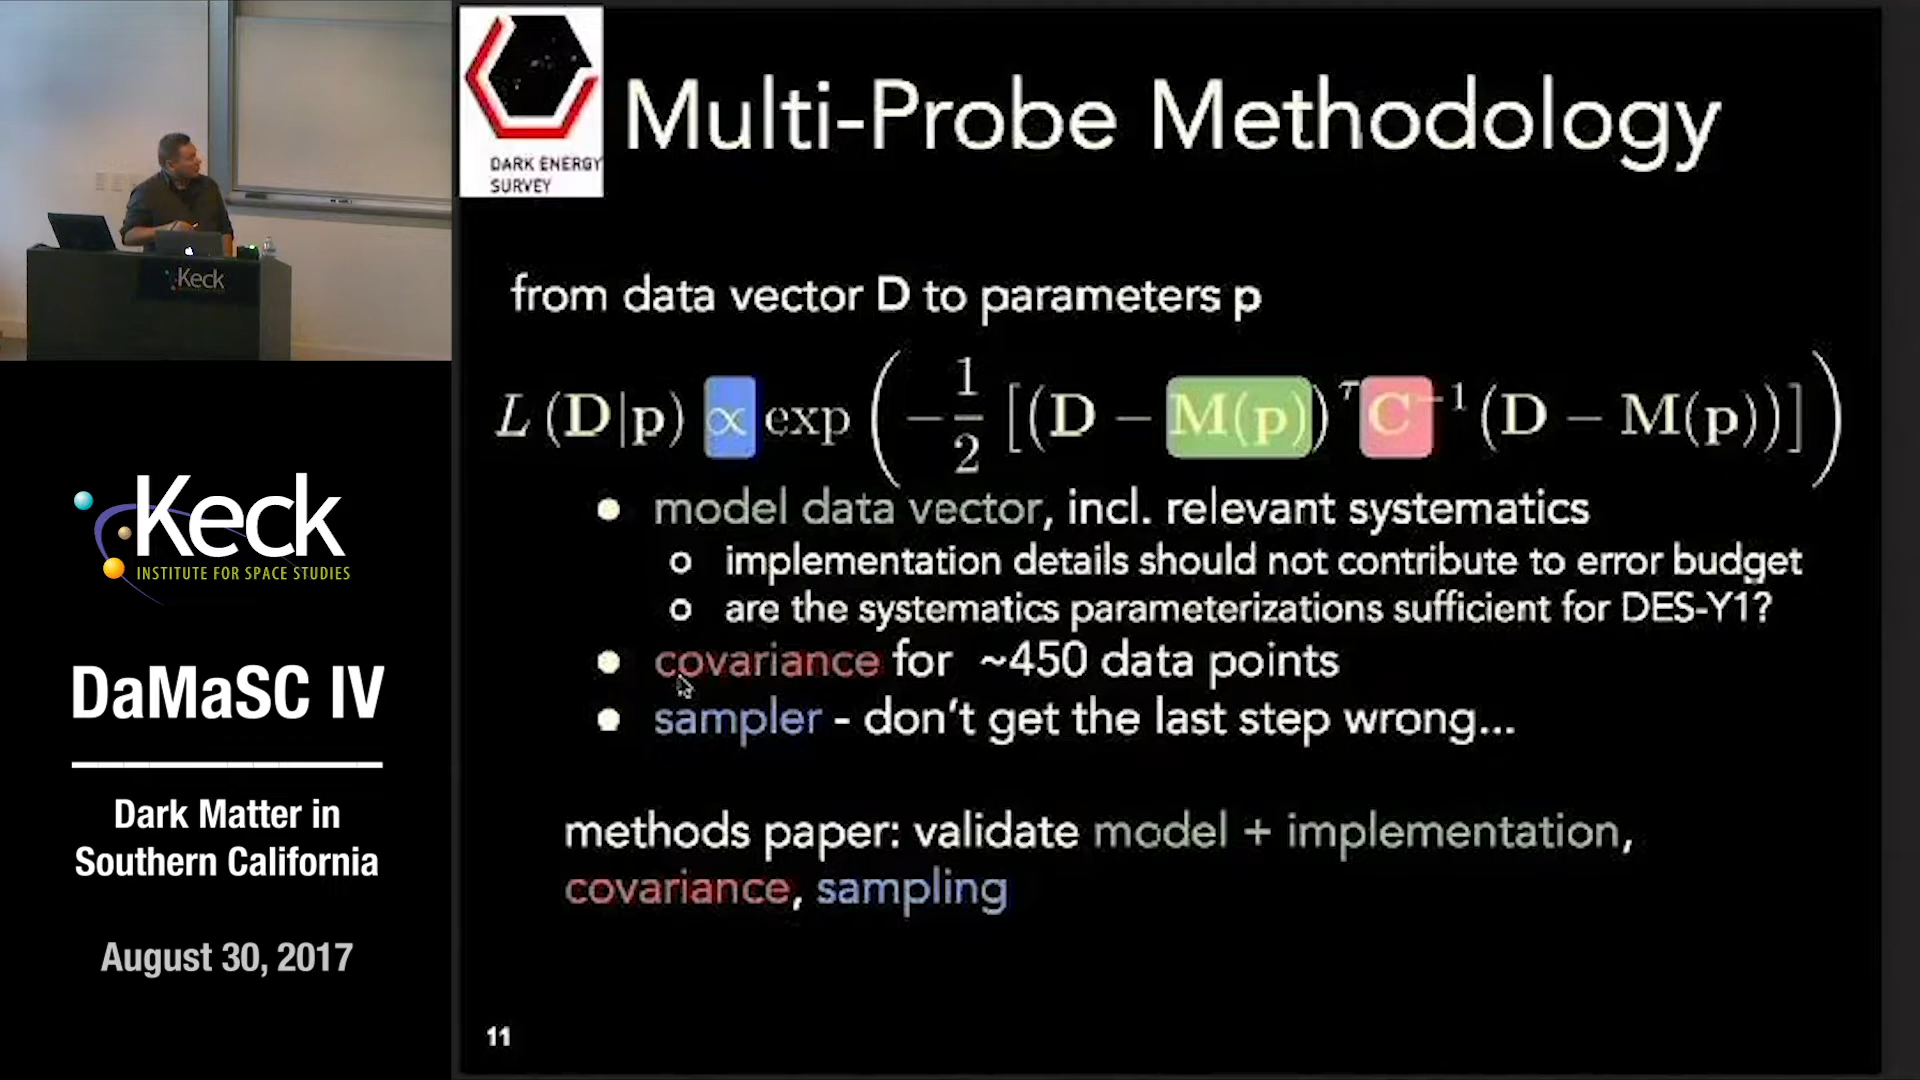 DARK ENERGY
SURVEY
Multi-Probe Methodology
from data vector D to parameters p
L (D|p) ∝ exp ( −1/2 [(D − M(p))ᵀ C⁻¹ (D − M(p))] )
● model data vector, incl. relevant systematics
○ implementation details should not contribute to error budget
○ are the systematics parameterizations sufficient for DES-Y1?
● covariance for ~450 data points
● sampler - don't get the last step wrong...
methods paper: validate model + implementation,
covariance, sampling
11
Keck
Keck
INSTITUTE FOR SPACE STUDIES
DaMaSC IV
Dark Matter in
Southern California
August 30, 2017